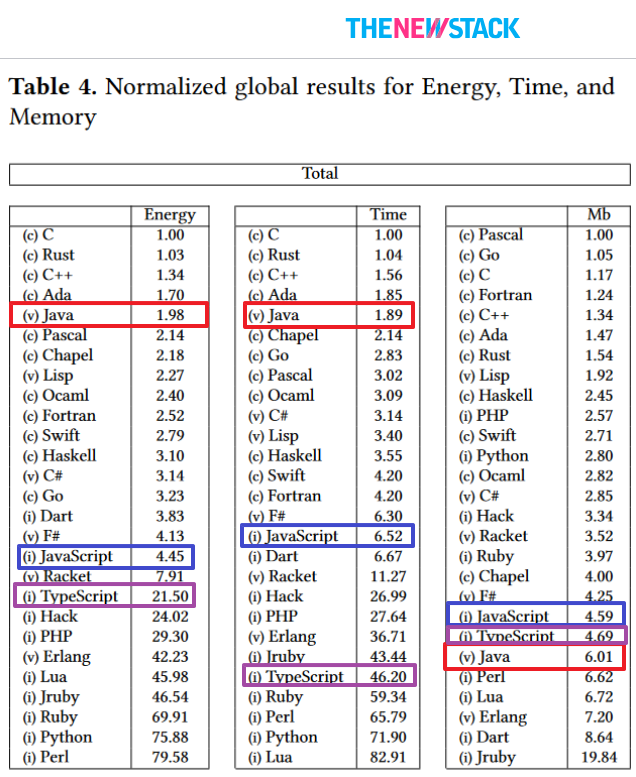 THENEWSTACK
Table 4. Normalized global results for Energy, Time, and
Memory
Total
Energy
(c) C 1.00
(c) Rust 1.03
(c) C++ 1.34
(c) Ada 1.70
(v) Java 1.98
(c) Pascal 2.14
(c) Chapel 2.18
(v) Lisp 2.27
(c) Ocaml 2.40
(c) Fortran 2.52
(c) Swift 2.79
(c) Haskell 3.10
(v) C# 3.14
(c) Go 3.23
(i) Dart 3.83
(v) F# 4.13
(i) JavaScript 4.45
(v) Racket 7.91
(i) TypeScript 21.50
(i) Hack 24.02
(i) PHP 29.30
(v) Erlang 42.23
(i) Lua 45.98
(i) Jruby 46.54
(i) Ruby 69.91
(i) Python 75.88
(i) Perl 79.58
Time
(c) C 1.00
(c) Rust 1.04
(c) C++ 1.56
(c) Ada 1.85
(v) Java 1.89
(c) Chapel 2.14
(c) Go 2.83
(c) Pascal 3.02
(c) Ocaml 3.09
(v) C# 3.14
(v) Lisp 3.40
(c) Haskell 3.55
(c) Swift 4.20
(c) Fortran 4.20
(v) F# 6.30
(i) JavaScript 6.52
(i) Dart 6.67
(v) Racket 11.27
(i) Hack 26.99
(i) PHP 27.64
(v) Erlang 36.71
(i) Jruby 43.44
(i) TypeScript 46.20
(i) Ruby 59.34
(i) Perl 65.79
(i) Python 71.90
(i) Lua 82.91
Mb
(c) Pascal 1.00
(c) Go 1.05
(c) C 1.17
(c) Fortran 1.24
(c) C++ 1.34
(c) Ada 1.47
(c) Rust 1.54
(v) Lisp 1.92
(c) Haskell 2.45
(i) PHP 2.57
(c) Swift 2.71
(i) Python 2.80
(c) Ocaml 2.82
(v) C# 2.85
(i) Hack 3.34
(v) Racket 3.52
(i) Ruby 3.97
(c) Chapel 4.00
(v) F# 4.25
(i) JavaScript 4.59
(i) TypeScript 4.69
(v) Java 6.01
(i) Perl 6.62
(i) Lua 6.72
(v) Erlang 7.20
(i) Dart 8.64
(i) Jruby 19.84